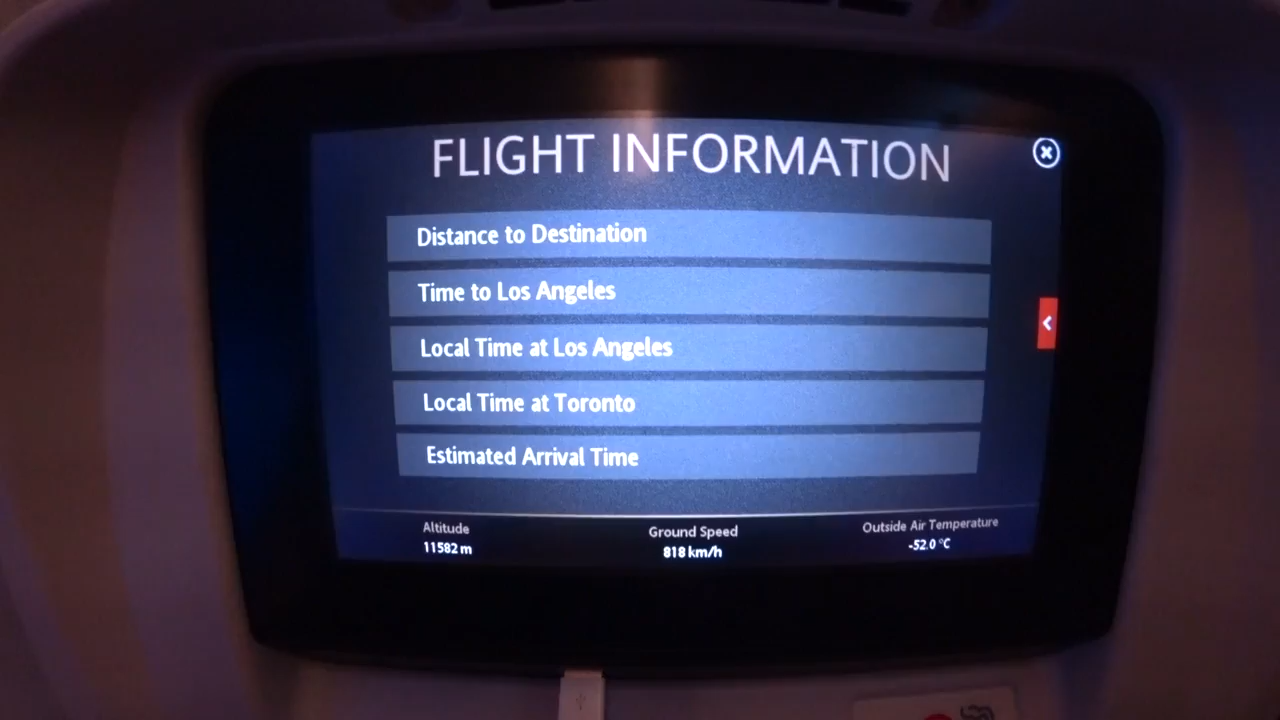 FLIGHT INFORMATION
Distance to Destination
Time to Los Angeles
Local Time at Los Angeles
Local Time at Toronto
Estimated Arrival Time
Altitude
11582 m
Ground Speed
818 km/h
Outside Air Temperature
-52.0 °C